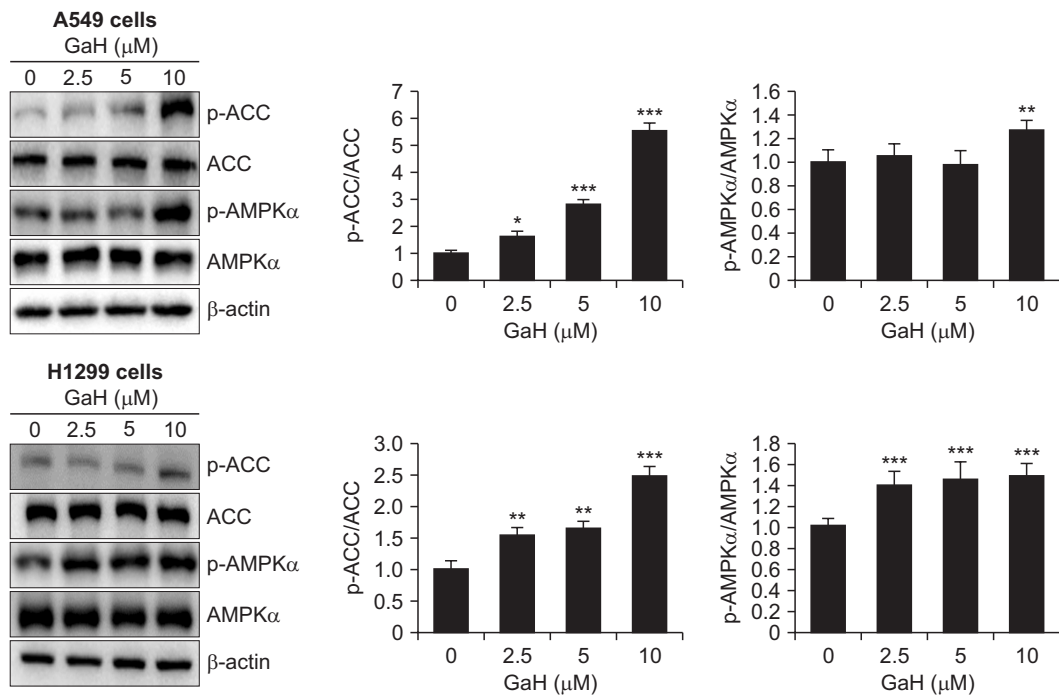 A549 cells
GaH (μM)
0 2.5 5 10
p-ACC
ACC
p-AMPKα
AMPKα
β-actin
p-ACC/ACC
7
6
5
4
3
2
1
0
*
***
***
0 2.5 5 10
GaH (μM)
p-AMPKα/AMPKα
1.6
1.4
1.2
1.0
0.8
0.6
0.4
0.2
0
**
0 2.5 5 10
GaH (μM)
H1299 cells
GaH (μM)
0 2.5 5 10
p-ACC
ACC
p-AMPKα
AMPKα
β-actin
p-ACC/ACC
3.0
2.5
2.0
1.5
1.0
0.5
0
**
**
***
0 2.5 5 10
GaH (μM)
p-AMPKα/AMPKα
1.8
1.6
1.4
1.2
1.0
0.8
0.6
0.4
0.2
0
***
***
***
0 2.5 5 10
GaH (μM)